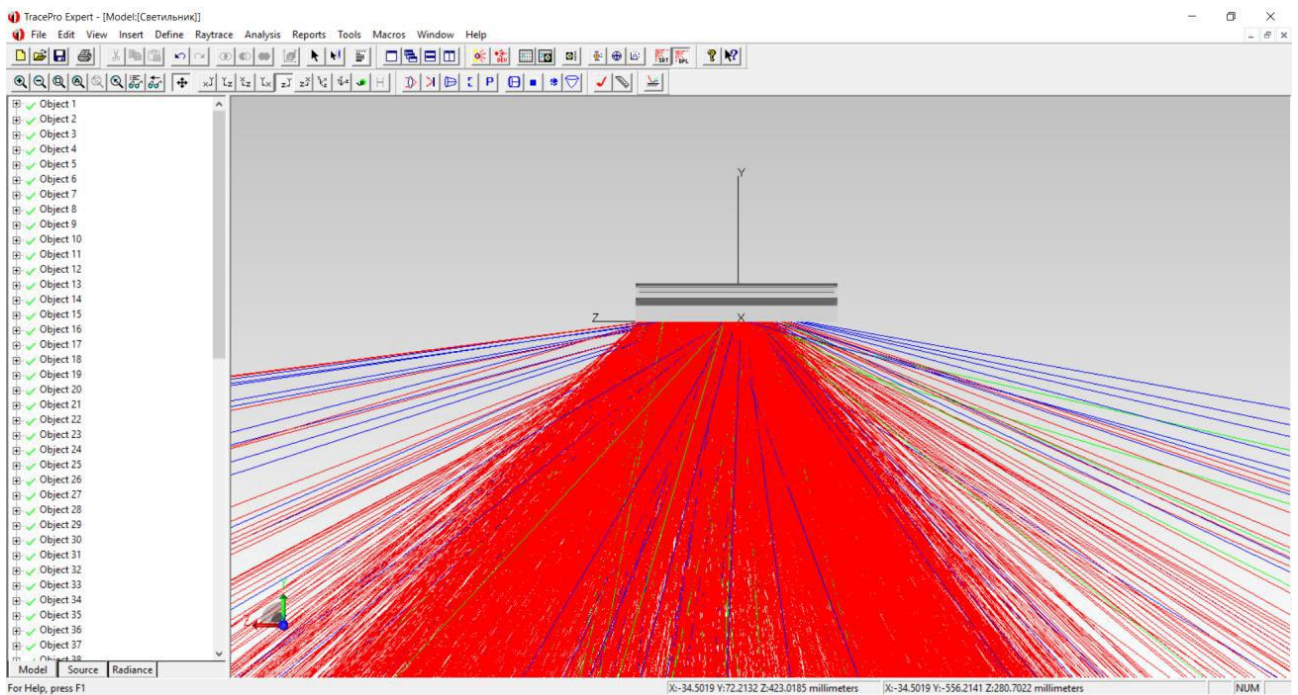 TracePro Expert - [Model:[Светильник]]
File Edit View Insert Define Raytrace Analysis Reports Tools Macros Window Help
Object 1
Object 2
Object 3
Object 4
Object 5
Object 6
Object 7
Object 8
Object 9
Object 10
Object 11
Object 12
Object 13
Object 14
Object 15
Object 16
Object 17
Object 18
Object 19
Object 20
Object 21
Object 22
Object 23
Object 24
Object 25
Object 26
Object 27
Object 28
Object 29
Object 30
Object 31
Object 32
Object 33
Object 34
Object 35
Object 36
Object 37
Object 38
Y
Z X
Model Source Radiance
For Help, press F1 X:-34.5019 Y:72.2132 Z:423.0185 millimeters X:-34.5019 Y:-556.2141 Z:280.7022 millimeters NUM